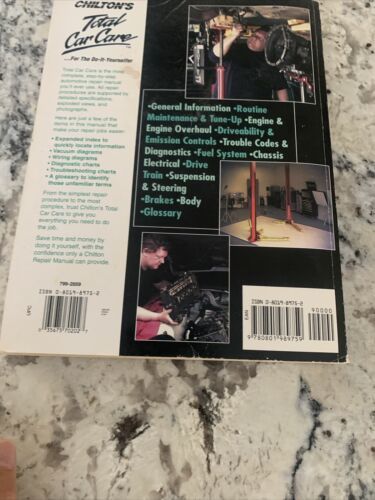 CHILTON'S
Total
Car Care
...For The Do-It-Yourselfer
Total Car Care is the most
complete, step-by-step
automotive repair manual
you'll ever use. All repair
procedures are supported by
detailed specifications,
exploded views, and
photographs.
Here are just a few of the
items in this manual that
make your repair jobs easier:
• Expanded index to
quickly locate information
• Vacuum diagrams
• Wiring diagrams
• Diagnostic charts
• Troubleshooting charts
• A glossary to identify
those unfamiliar terms
From the simplest repair
procedure to the most
complex, trust Chilton's Total
Car Care to give you
everything you need to do
the job.
Save time and money by
doing it yourself, with the
confidence only a Chilton
Repair Manual can provide.
•General Information •Routine
Maintenance & Tune-Up •Engine &
Engine Overhaul •Driveability &
Emission Controls •Trouble Codes &
Diagnostics •Fuel System •Chassis
Electrical •Drive
Train •Suspension
& Steering
•Brakes •Body
•Glossary
ISBN 0-8019-8975-2
UPC
ISBN 0-8019-8975-2
90000
EAN
9 780801 989759